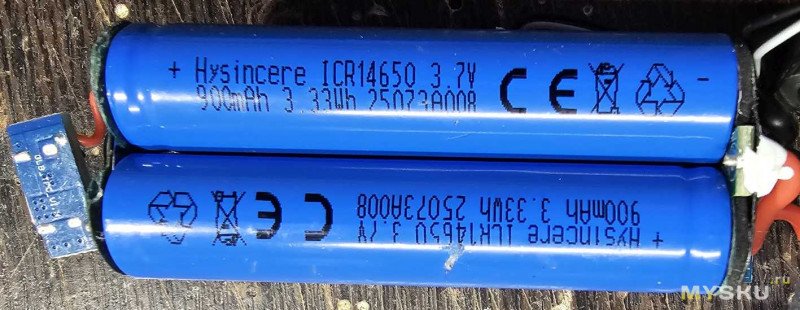 + Hysincere ICR14650 3.7V -
900mAh 3.33Wh 25073A008
CE
+ Hysincere ICR14650 3.7V
900mAh 3.33Wh 25073A008
CE
MYSKU.ru